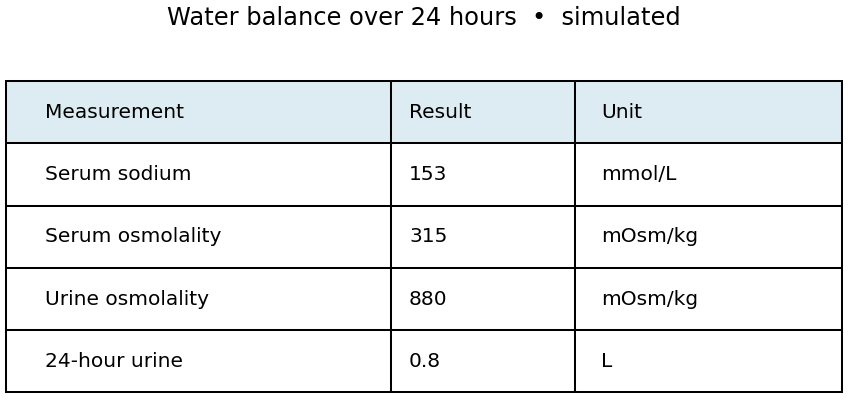 Water balance over 24 hours • simulated
Measurement Result Unit
Serum sodium 153 mmol/L
Serum osmolality 315 mOsm/kg
Urine osmolality 880 mOsm/kg
24-hour urine 0.8 L